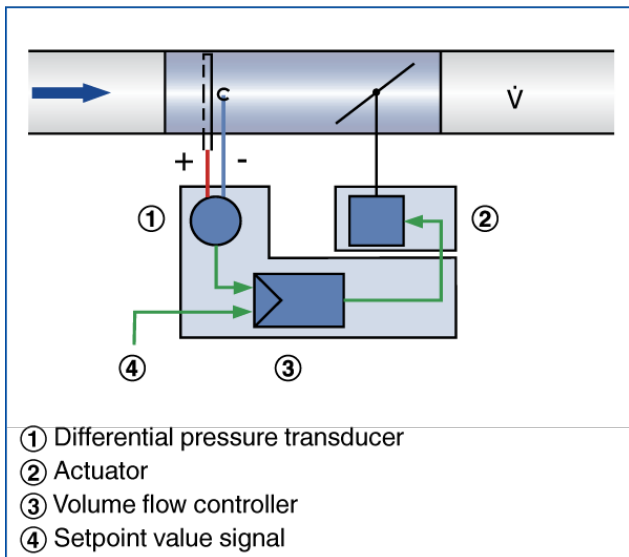 V̇
+ -
①
②
④
③
① Differential pressure transducer
② Actuator
③ Volume flow controller
④ Setpoint value signal